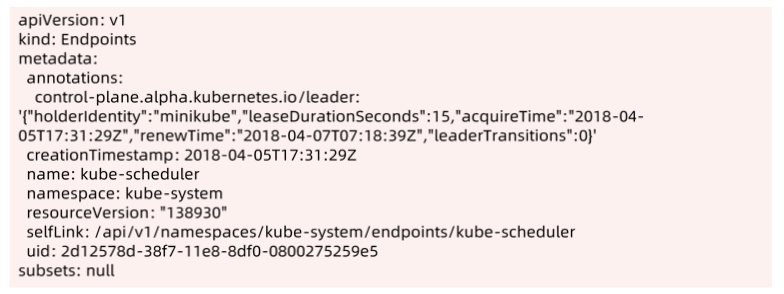 apiVersion: v1
kind: Endpoints
metadata:
  annotations:
    control-plane.alpha.kubernetes.io/leader:
'{"holderIdentity":"minikube","leaseDurationSeconds":15,"acquireTime":"2018-04-
05T17:31:29Z","renewTime":"2018-04-07T07:18:39Z","leaderTransitions":0}'
  creationTimestamp: 2018-04-05T17:31:29Z
  name: kube-scheduler
  namespace: kube-system
  resourceVersion: "138930"
  selfLink: /api/v1/namespaces/kube-system/endpoints/kube-scheduler
  uid: 2d12578d-38f7-11e8-8df0-0800275259e5
subsets: null